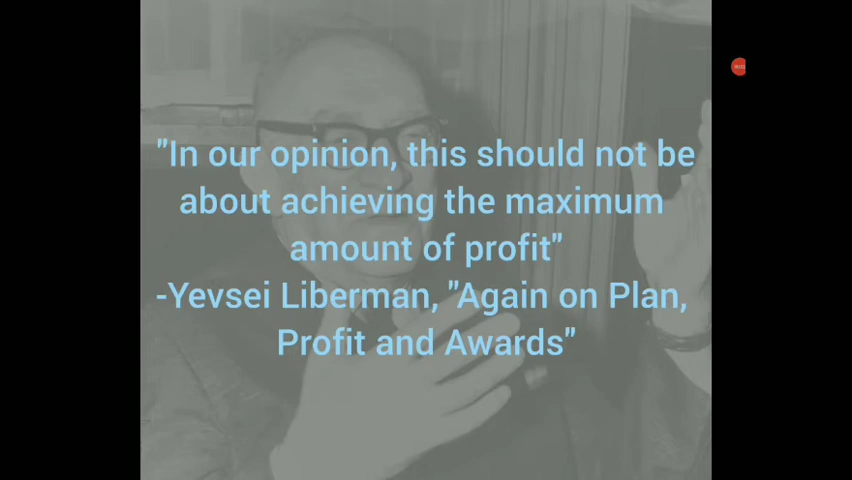 "In our opinion, this should not be
about achieving the maximum
amount of profit"
-Yevsei Liberman, "Again on Plan,
Profit and Awards"